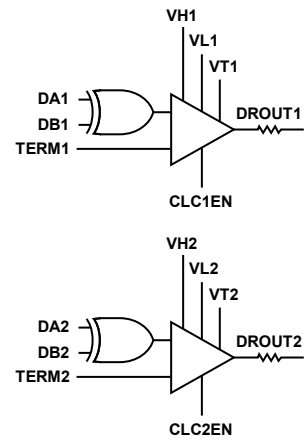 VH1
VL1
VT1
DA1
DROUT1
DB1
TERM1
CLC1EN
VH2
VL2
VT2
DA2
DROUT2
DB2
TERM2
CLC2EN